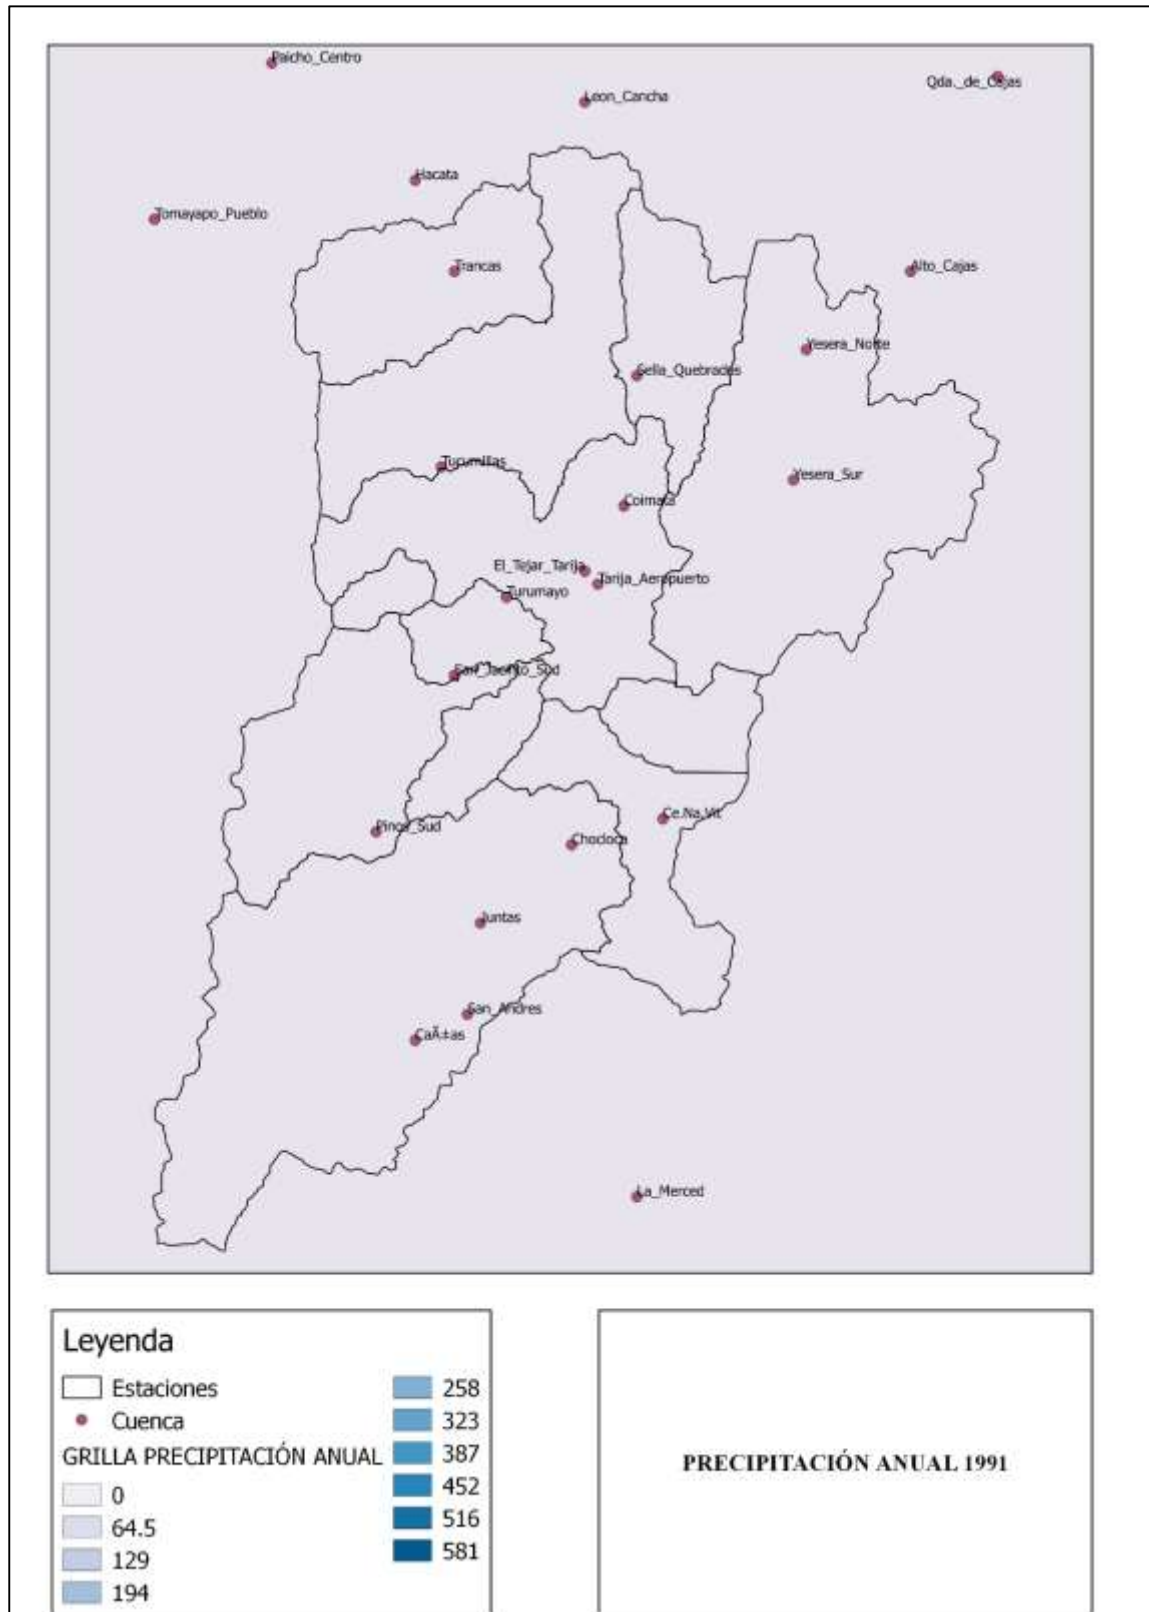 Paicho_Centro
Qda._de_Cajas
Leon_Cancha
Hacata
Tomayapo_Pueblo
Trancas
Alto_Cajas
Yesera_Norte
Sella_Quebradas
Turumillas
Yesera_Sur
Coimata
El_Tejar_Tarija
Tarija_Aeropuerto
Turumayo
San_Jacinto_Sud
Ce.Na.Vit
Pinos_Sud
Chocloca
Juntas
San_Andres
CaÃ±as
La_Merced
Leyenda
Estaciones
Cuenca
GRILLA PRECIPITACIÓN ANUAL
0
64.5
129
194
258
323
387
452
516
581
PRECIPITACIÓN ANUAL 1991